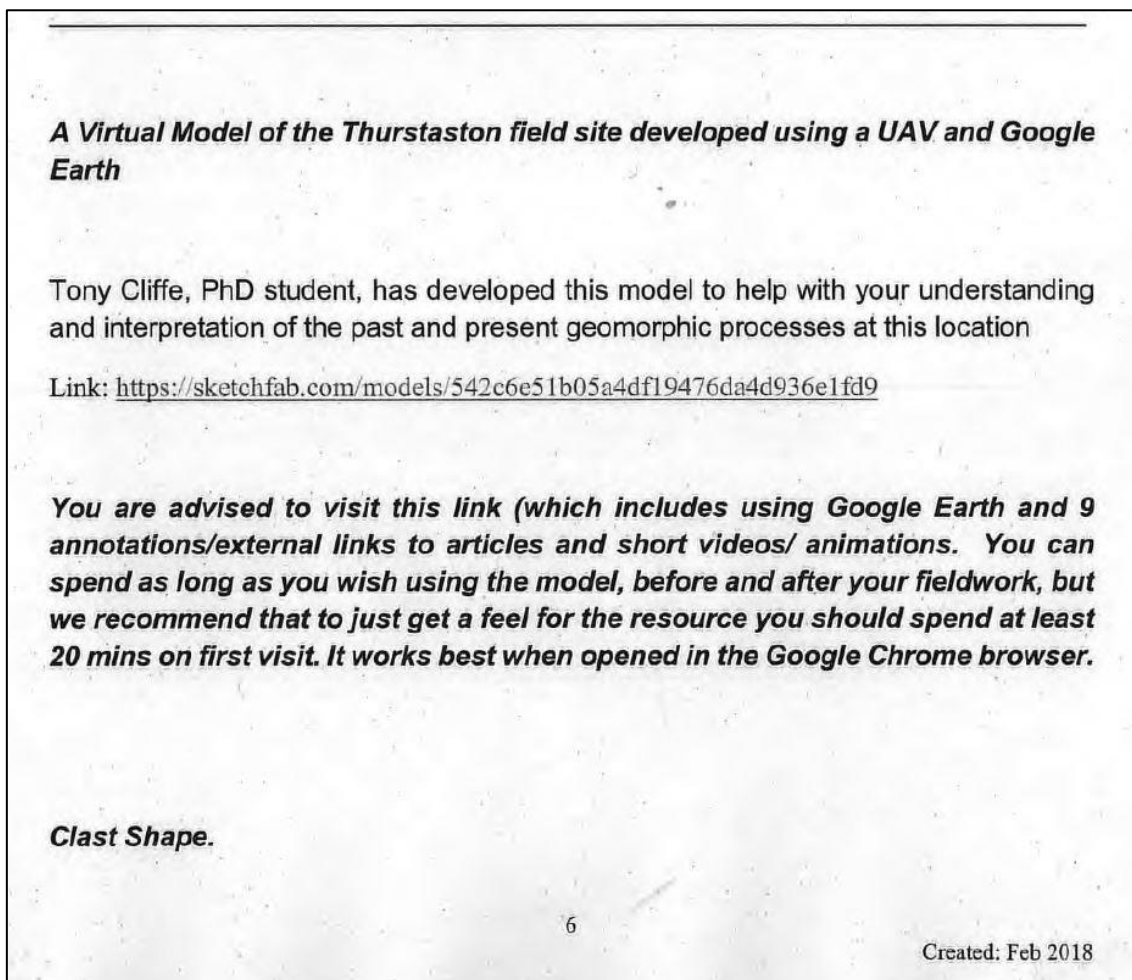 A Virtual Model of the Thurstaston field site developed using a UAV and Google
Earth
Tony Cliffe, PhD student, has developed this model to help with your understanding
and interpretation of the past and present geomorphic processes at this location
Link: https://sketchfab.com/models/542c6e51b05a4df19476da4d936e1fd9
You are advised to visit this link (which includes using Google Earth and 9
annotations/external links to articles and short videos/ animations. You can
spend as long as you wish using the model, before and after your fieldwork, but
we recommend that to just get a feel for the resource you should spend at least
20 mins on first visit. It works best when opened in the Google Chrome browser.
Clast Shape.
6
Created: Feb 2018